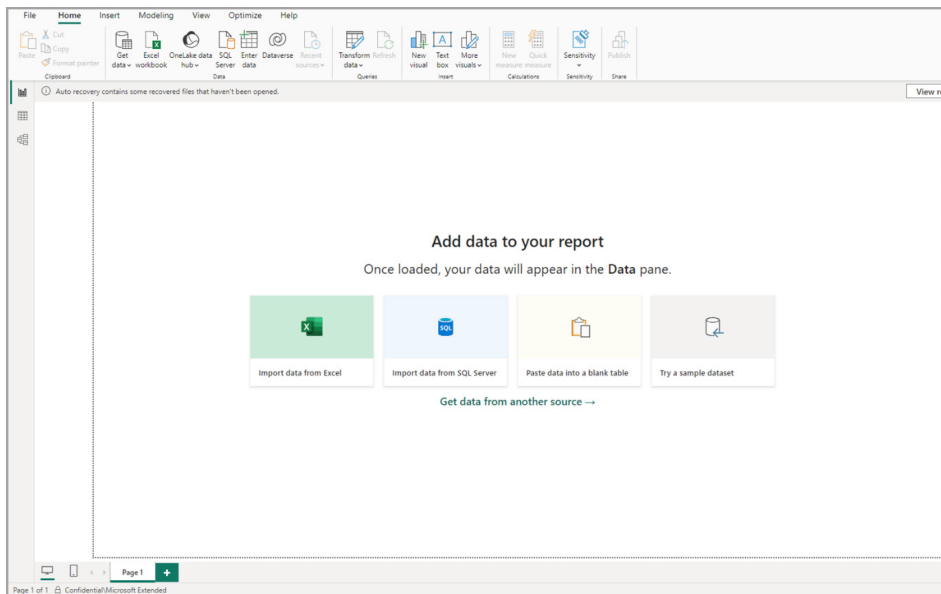 File Home Insert Modeling View Optimize Help
Paste
Cut
Copy
Format painter
Clipboard
Get data
Excel workbook
OneLake data hub
SQL Server
Enter data
Dataverse
Recent sources
Data
Transform data
Refresh
Queries
New visual
A
Text box
More visuals
Insert
New measure
Quick measure
Calculations
Sensitivity
Sensitivity
Publish
Share
Auto recovery contains some recovered files that haven't been opened.
View re
Add data to your report
Once loaded, your data will appear in the Data pane.
X
SQL
Import data from Excel
Import data from SQL Server
Paste data into a blank table
Try a sample dataset
Get data from another source →
Page 1
+
Page 1 of 1
Confidential\Microsoft Extended